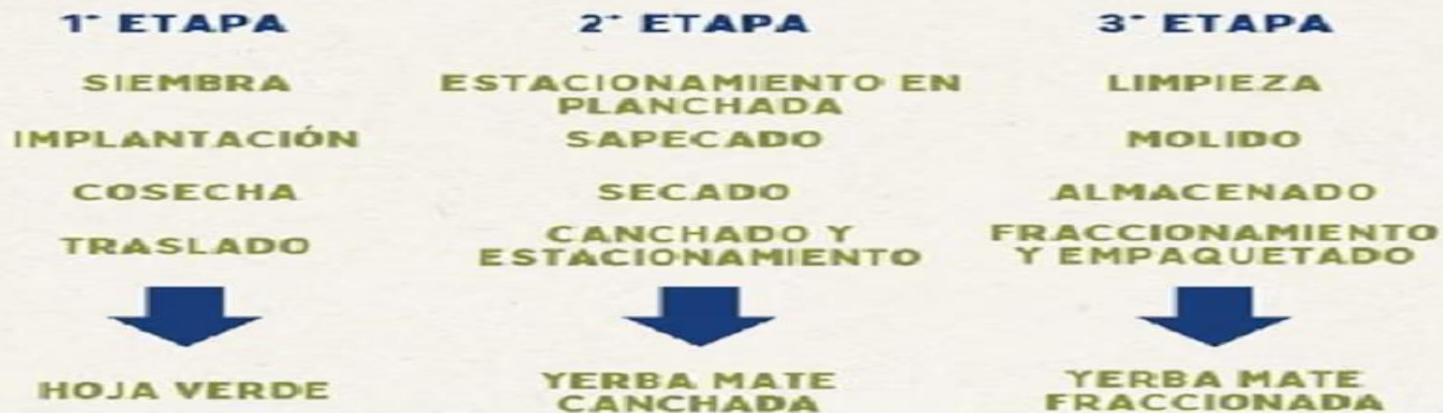 1° ETAPA
SIEMBRA
IMPLANTACIÓN
COSECHA
TRASLADO
HOJA VERDE
2° ETAPA
ESTACIONAMIENTO EN
PLANCHADA
SAPECADO
SECADO
CANCHADO Y
ESTACIONAMIENTO
YERBA MATE
CANCHADA
3° ETAPA
LIMPIEZA
MOLIDO
ALMACENADO
FRACCIONAMIENTO
Y EMPAQUETADO
YERBA MATE
FRACCIONADA